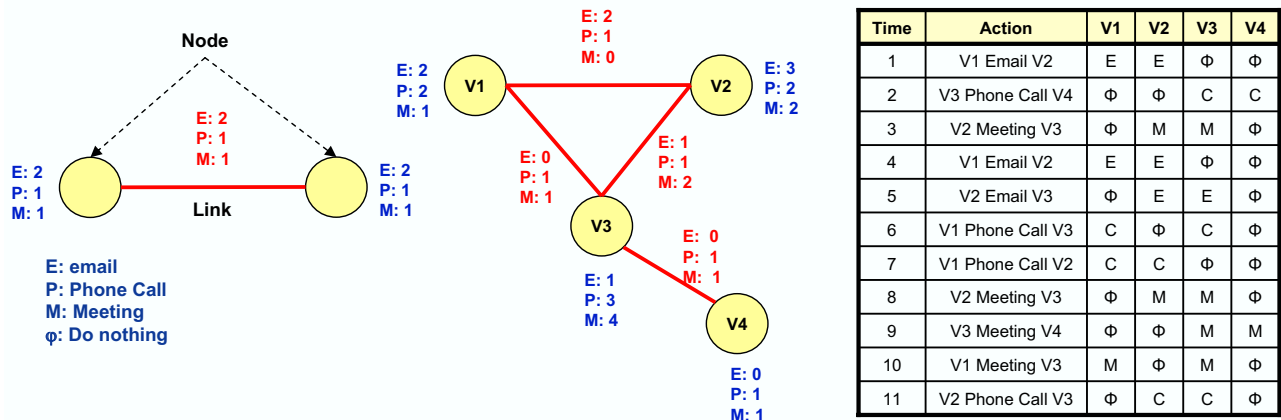 Node
E: 2
P: 1
M: 1
E: 2
P: 1
M: 1
E: 2
P: 1
M: 1
Link
E: email
P: Phone Call
M: Meeting
φ: Do nothing
E: 2
P: 1
M: 0
E: 2
P: 2
M: 1
V1
V2
E: 3
P: 2
M: 2
E: 0
P: 1
M: 1
E: 1
P: 1
M: 2
V3
E: 0
P: 1
M: 1
E: 1
P: 3
M: 4
V4
E: 0
P: 1
M: 1
Time Action V1 V2 V3 V4
1 V1 Email V2 E E Φ Φ
2 V3 Phone Call V4 Φ Φ C C
3 V2 Meeting V3 Φ M M Φ
4 V1 Email V2 E E Φ Φ
5 V2 Email V3 Φ E E Φ
6 V1 Phone Call V3 C Φ C Φ
7 V1 Phone Call V2 C C Φ Φ
8 V2 Meeting V3 Φ M M Φ
9 V3 Meeting V4 Φ Φ M M
10 V1 Meeting V3 M Φ M Φ
11 V2 Phone Call V3 Φ C C Φ